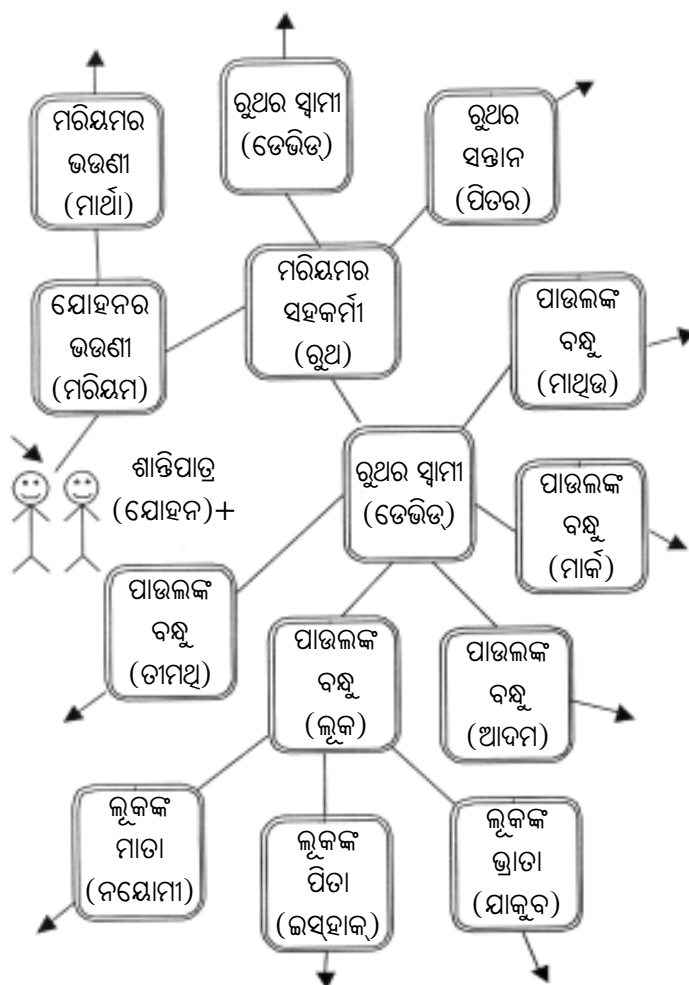 ମରିୟମର
ଭଉଣୀ
(ମାର୍ଥା)
ରୁଥର ସ୍ଵାମୀ
(ଡେଭିଡ୍)
ରୁଥର
ସନ୍ତାନ
(ପିତର)
ଯୋହନର
ଭଉଣୀ
(ମରିୟମ)
ମରିୟମର
ସହକର୍ମୀ
(ରୁଥ)
ପାଉଲଙ୍କ
ବନ୍ଧୁ
(ମାଥିଉ)
ଶାନ୍ତିପାତ୍ର
(ଯୋହନ)+
ରୁଥର ସ୍ଵାମୀ
(ଡେଭିଡ୍)
ପାଉଲଙ୍କ
ବନ୍ଧୁ
(ମାର୍କ)
ପାଉଲଙ୍କ
ବନ୍ଧୁ
(ତୀମଥି)
ପାଉଲଙ୍କ
ବନ୍ଧୁ
(ଲୂକ)
ପାଉଲଙ୍କ
ବନ୍ଧୁ
(ଆଦମ)
ଲୂକଙ୍କ
ମାତା
(ନୟୋମୀ)
ଲୂକଙ୍କ
ପିତା
(ଇସ୍‌ହାକ୍)
ଲୂକଙ୍କ
ଭ୍ରାତା
(ଯାକୁବ)